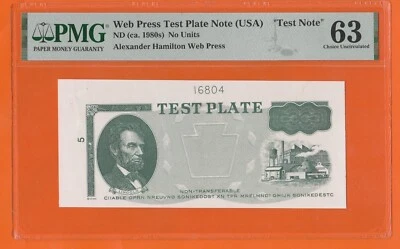 PMG
PAPER MONEY GUARANTY
Web Press Test Plate Note (USA) "Test Note"
ND (ca. 1980s) No Units
Alexander Hamilton Web Press
63
Choice Uncirculated
16804
TEST PLATE
5
NON-TRANSFERABLE